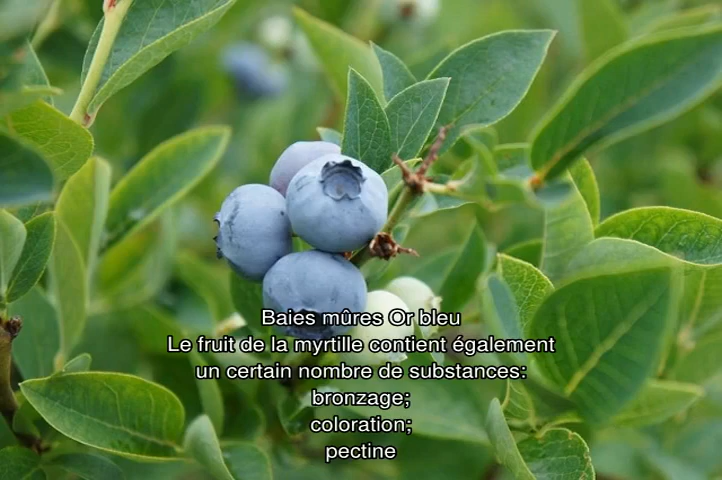 Baies mûres Or bleu
Le fruit de la myrtille contient également
un certain nombre de substances:
bronzage;
coloration;
pectine